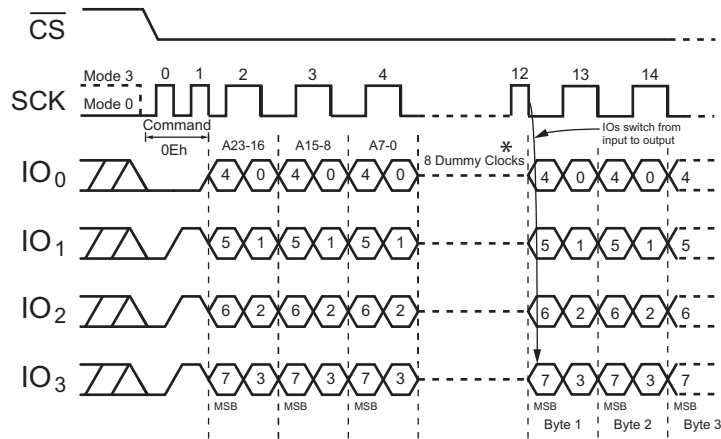 CS
Mode 3 0 1 2 3 4 12 13 14
SCK Mode 0
Command
IOs switch from
input to output
0Eh A23-16 A15-8 A7-0 8 Dummy Clocks *
IO0 4 0 4 0 4 0 4 0 4 0 4
IO1 5 1 5 1 5 1 5 1 5 1 5
IO2 6 2 6 2 6 2 6 2 6 2 6
IO3 7 3 7 3 7 3 7 3 7 3 7
MSB MSB MSB MSB MSB MSB
Byte 1 Byte 2 Byte 3